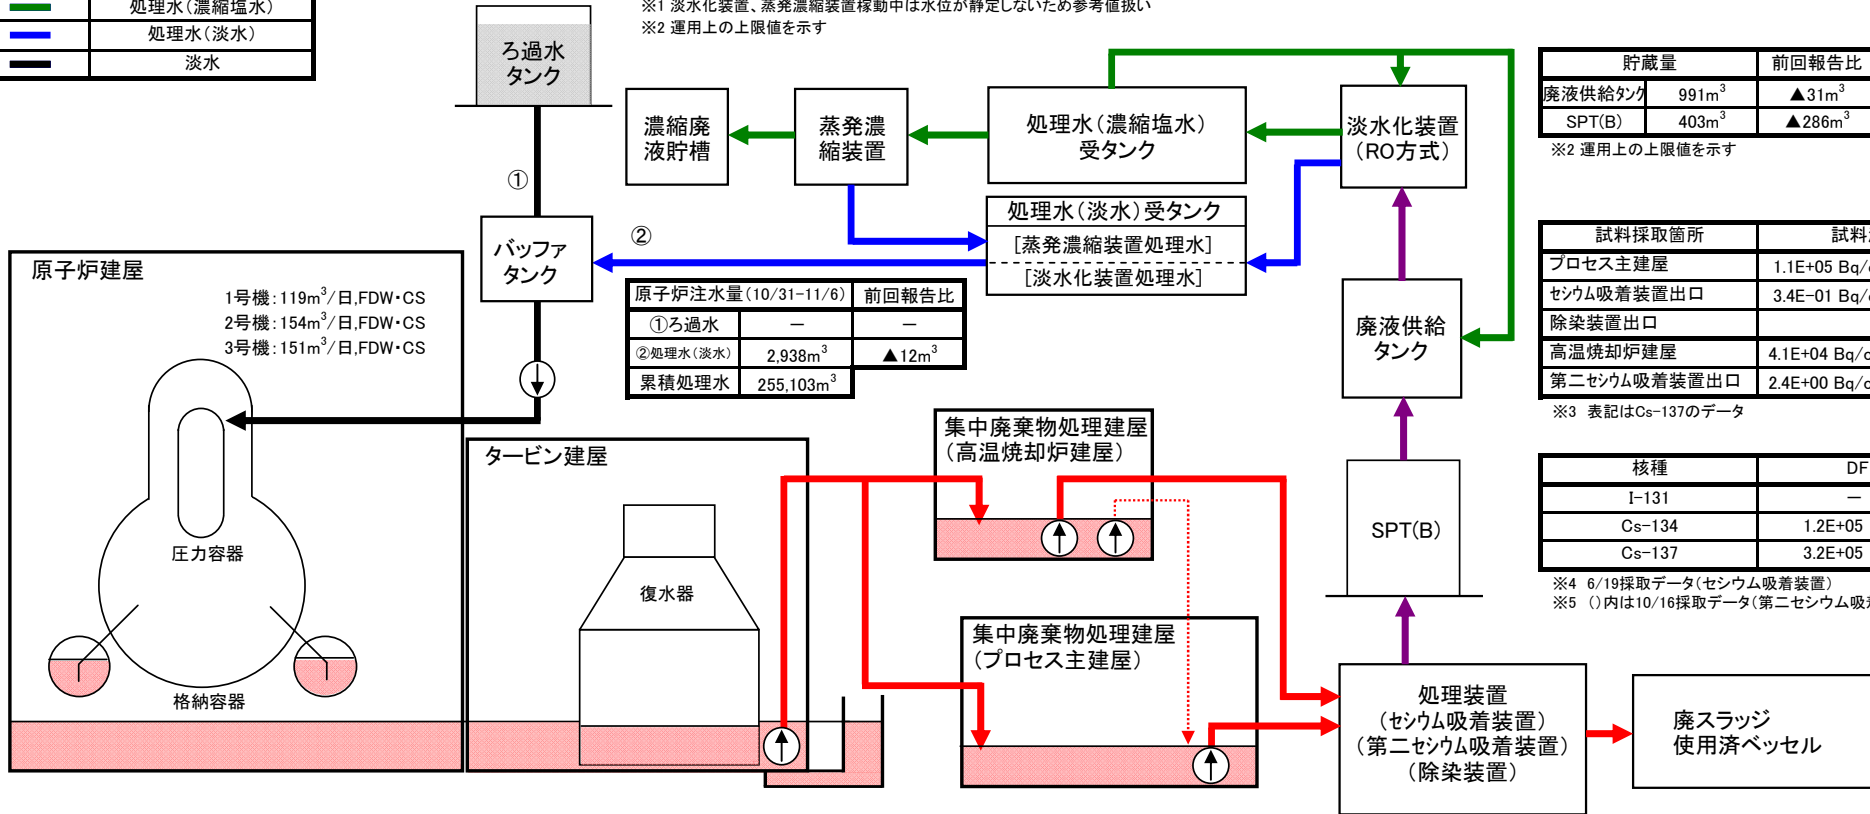 処理水(濃縮塩水)
処理水(淡水)
淡水
※1 淡水化装置、蒸発濃縮装置稼動中は水位が静定しないため参考値扱い
※2 運用上の上限値を示す
ろ過水
タンク
濃縮廃
液貯槽
蒸発濃
縮装置
処理水(濃縮塩水)
受タンク
淡水化装置
(RO方式)
貯蔵量 前回報告比
廃液供給タンク 991m³ ▲31m³
SPT(B) 403m³ ▲286m³
※2 運用上の上限値を示す
①
バッファ
タンク
②
処理水(淡水)受タンク
[蒸発濃縮装置処理水]
[淡水化装置処理水]
原子炉建屋
1号機:119m³/日,FDW・CS
2号機:154m³/日,FDW・CS
3号機:151m³/日,FDW・CS
原子炉注水量(10/31-11/6) 前回報告比
①ろ過水 － －
②処理水(淡水) 2,938m³ ▲12m³
累積処理水 255,103m³
廃液供給
タンク
試料採取箇所 試料
プロセス主建屋 1.1E+05 Bq/
セシウム吸着装置出口 3.4E-01 Bq/
除染装置出口
高温焼却炉建屋 4.1E+04 Bq/
第二セシウム吸着装置出口 2.4E+00 Bq/
※3 表記はCs-137のデータ
圧力容器
格納容器
タービン建屋
復水器
集中廃棄物処理建屋
(高温焼却炉建屋)
集中廃棄物処理建屋
(プロセス主建屋)
SPT(B)
核種 DF
I-131 －
Cs-134 1.2E+05
Cs-137 3.2E+05
※4 6/19採取データ(セシウム吸着装置)
※5 ()内は10/16採取データ(第二セシウム吸
処理装置
(セシウム吸着装置)
(第二セシウム吸着装置)
(除染装置)
廃スラッジ
使用済ベッセル